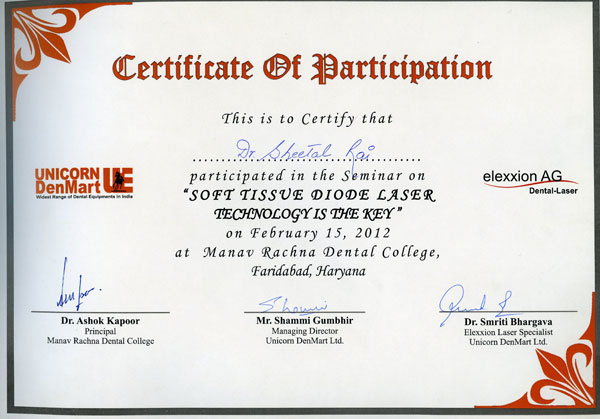 Certificate Of Participation
This is to Certify that
Dr. Sheetal Rai
participated in the Seminar on
"SOFT TISSUE DIODE LASER
TECHNOLOGY IS THE KEY"
on February 15, 2012
at Manav Rachna Dental College,
Faridabad, Haryana
UNICORN
DenMart UE
Widest Range of Dental Equipments in India
elexxion AG
Dental-Laser
Dr. Ashok Kapoor
Principal
Manav Rachna Dental College
Shammi
Mr. Shammi Gumbhir
Managing Director
Unicorn DenMart Ltd.
Dr. Smriti Bhargava
Elexxion Laser Specialist
Unicorn DenMart Ltd.